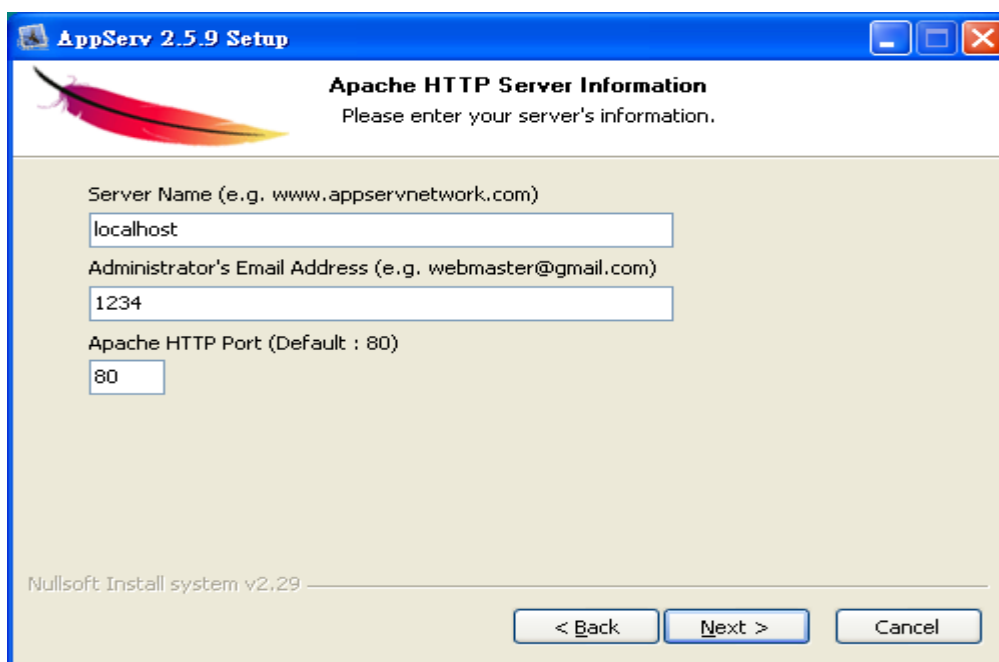 AppServ 2.5.9 Setup
Apache HTTP Server Information
Please enter your server's information.
Server Name (e.g. www.appservnetwork.com)
localhost
Administrator's Email Address (e.g. webmaster@gmail.com)
1234
Apache HTTP Port (Default : 80)
80
Nullsoft Install system v2.29
< Back Next > Cancel